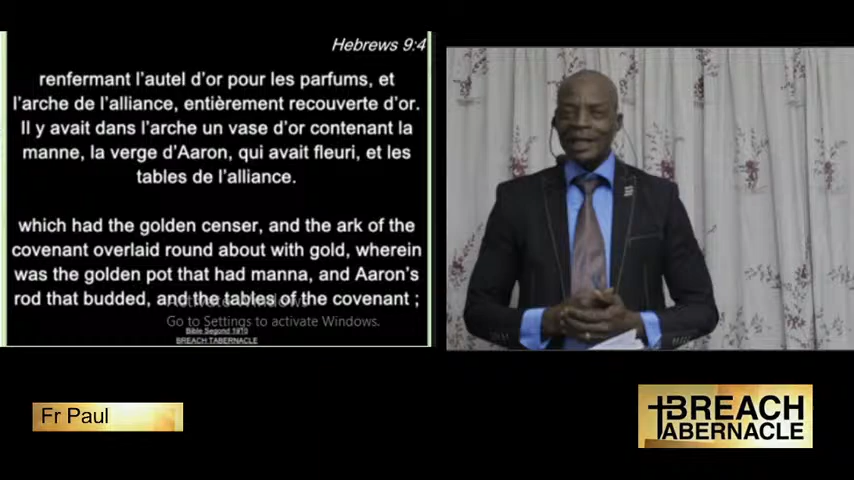 Hebrews 9:4
renfermant l'autel d'or pour les parfums, et
l'arche de l'alliance, entièrement recouverte d'or.
Il y avait dans l'arche un vase d'or contenant la
manne, la verge d'Aaron, qui avait fleuri, et les
tables de l'alliance.
which had the golden censer, and the ark of the
covenant overlaid round about with gold, wherein
was the golden pot that had manna, and Aaron's
rod that budded, and the tables of the covenant ;
Activate Windows
Go to Settings to activate Windows.
Bible Segond 1910
BREACH TABERNACLE
Fr Paul
BREACH
TABERNACLE